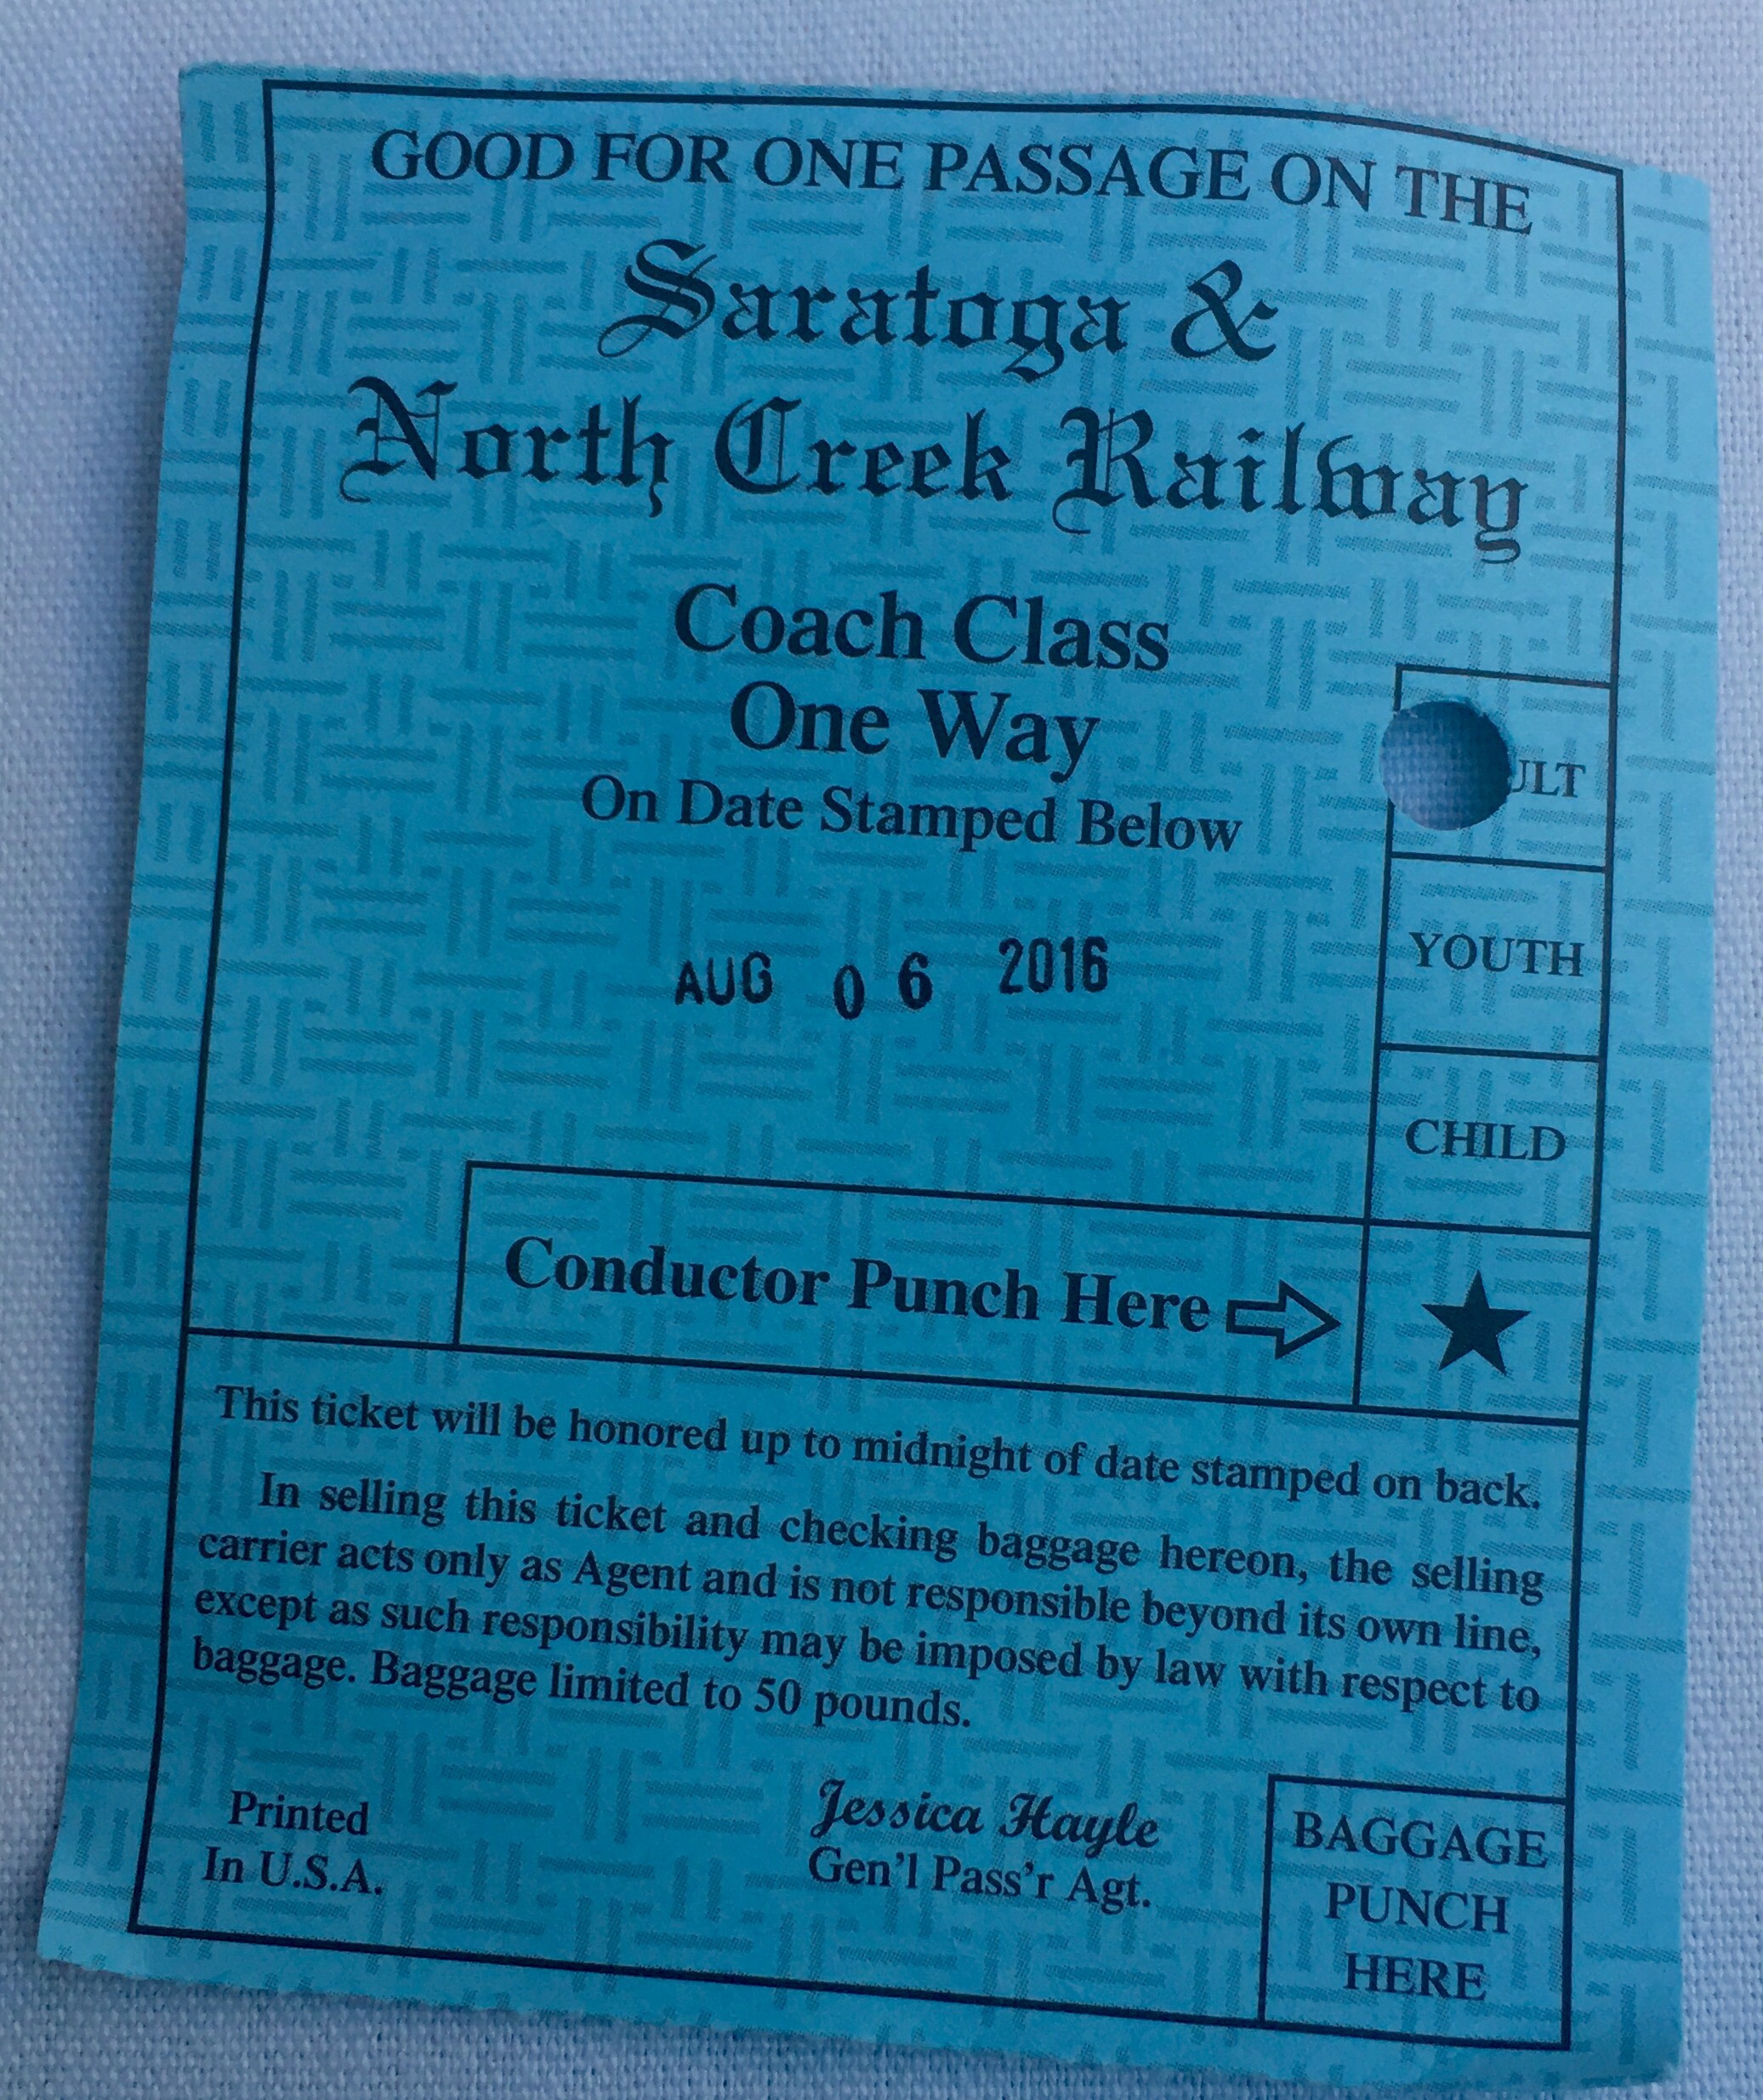 GOOD FOR ONE PASSAGE ON THE
Saratoga &
North Creek Railway
Coach Class
One Way
On Date Stamped Below
ULT
YOUTH
AUG 06 2016
CHILD
Conductor Punch Here
This ticket will be honored up to midnight of date stamped on back.
In selling this ticket and checking baggage hereon, the selling
carrier acts only as Agent and is not responsible beyond its own line,
except as such responsibility may be imposed by law with respect to
baggage. Baggage limited to 50 pounds.
Printed
In U.S.A.
Jessica Hayle
Gen'l Pass'r Agt.
BAGGAGE
PUNCH
HERE